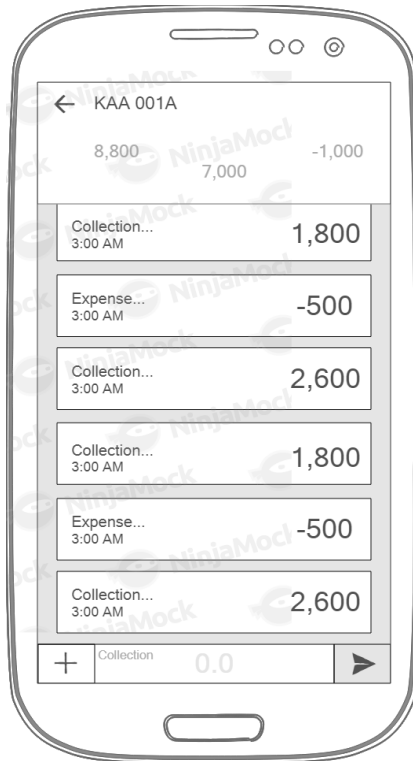 KAA 001A
8,800
-1,000
7,000
Collection...
3:00 AM
1,800
Expense...
3:00 AM
-500
Collection...
3:00 AM
2,600
Collection...
3:00 AM
1,800
Expense...
3:00 AM
-500
Collection...
3:00 AM
2,600
Collection
0.0
NinjaMock